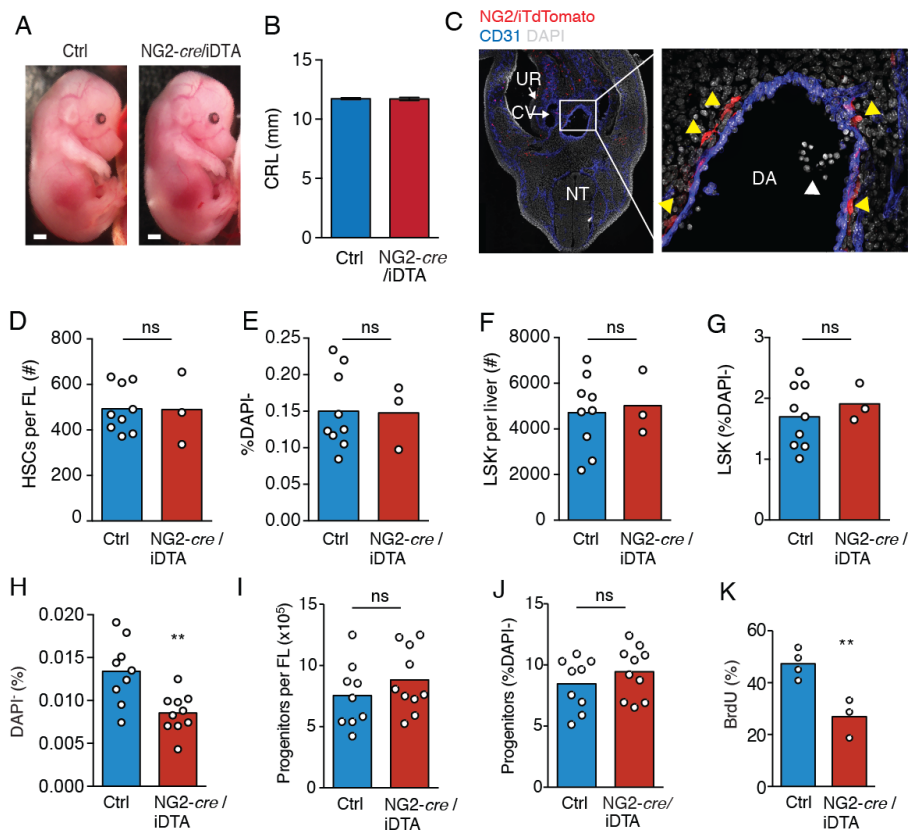 A
Ctrl
NG2-cre/iDTA
B
CRL (mm)
15
10
5
0
Ctrl
NG2-cre
/iDTA
C
NG2/iTdTomato
CD31 DAPI
UR
CV
NT
DA
D
HSCs per FL (#)
800
600
400
200
0
ns
Ctrl
NG2-cre /
iDTA
E
%DAPI-
0.25
0.20
0.15
0.10
0.05
0.00
ns
Ctrl
NG2-cre /
iDTA
F
LSKr per liver (#)
8000
6000
4000
2000
0
ns
Ctrl
NG2-cre /
iDTA
G
LSK (%DAPI-)
3
2
1
0
ns
Ctrl
NG2-cre /
iDTA
H
DAPI- (%)
0.020
0.015
0.010
0.005
0.000
**
Ctrl
NG2-cre /
iDTA
I
Progenitors per FL (x10⁵)
15
10
5
0
ns
Ctrl
NG2-cre /
iDTA
J
Progenitors (%DAPI-)
15
10
5
0
ns
Ctrl
NG2-cre/
iDTA
K
BrdU (%)
60
40
20
0
**
Ctrl
NG2-cre /
iDTA